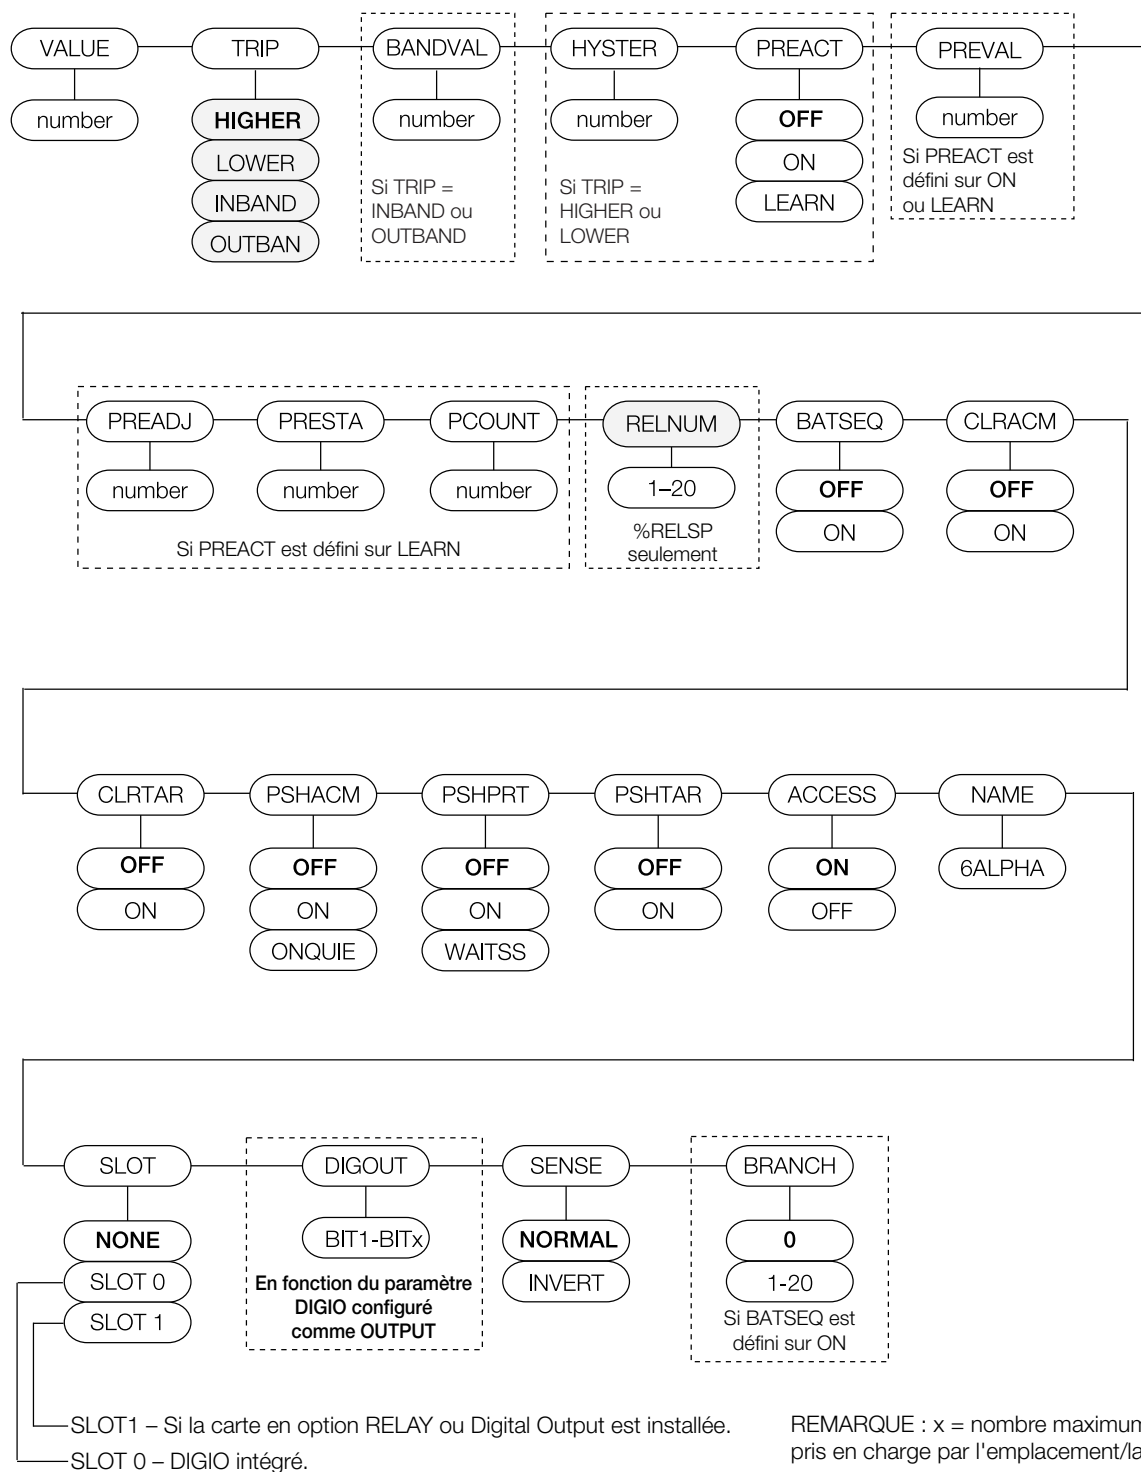 VALUE
TRIP
BANDVAL
HYSTER
PREACT
PREVAL
number
HIGHER
LOWER
INBAND
OUTBAN
number
Si TRIP =
INBAND ou
OUTBAND
number
Si TRIP =
HIGHER ou
LOWER
OFF
ON
LEARN
number
Si PREACT est
défini sur ON
ou LEARN
PREADJ
PRESTA
PCOUNT
RELNUM
BATSEQ
CLRACM
number
number
number
Si PREACT est défini sur LEARN
1–20
%RELSP
seulement
OFF
ON
OFF
ON
CLRTAR
PSHACM
PSHPRT
PSHTAR
ACCESS
NAME
OFF
ON
OFF
ON
ONQUIE
OFF
ON
WAITSS
OFF
ON
ON
OFF
6ALPHA
SLOT
DIGOUT
SENSE
BRANCH
NONE
SLOT 0
SLOT 1
BIT1-BITx
En fonction du paramètre
DIGIO configuré
comme OUTPUT
NORMAL
INVERT
0
1-20
Si BATSEQ est
défini sur ON
SLOT1 – Si la carte en option RELAY ou Digital Output est installée.
SLOT 0 – DIGIO intégré.
REMARQUE : x = nombre maximum
pris en charge par l'emplacement/la